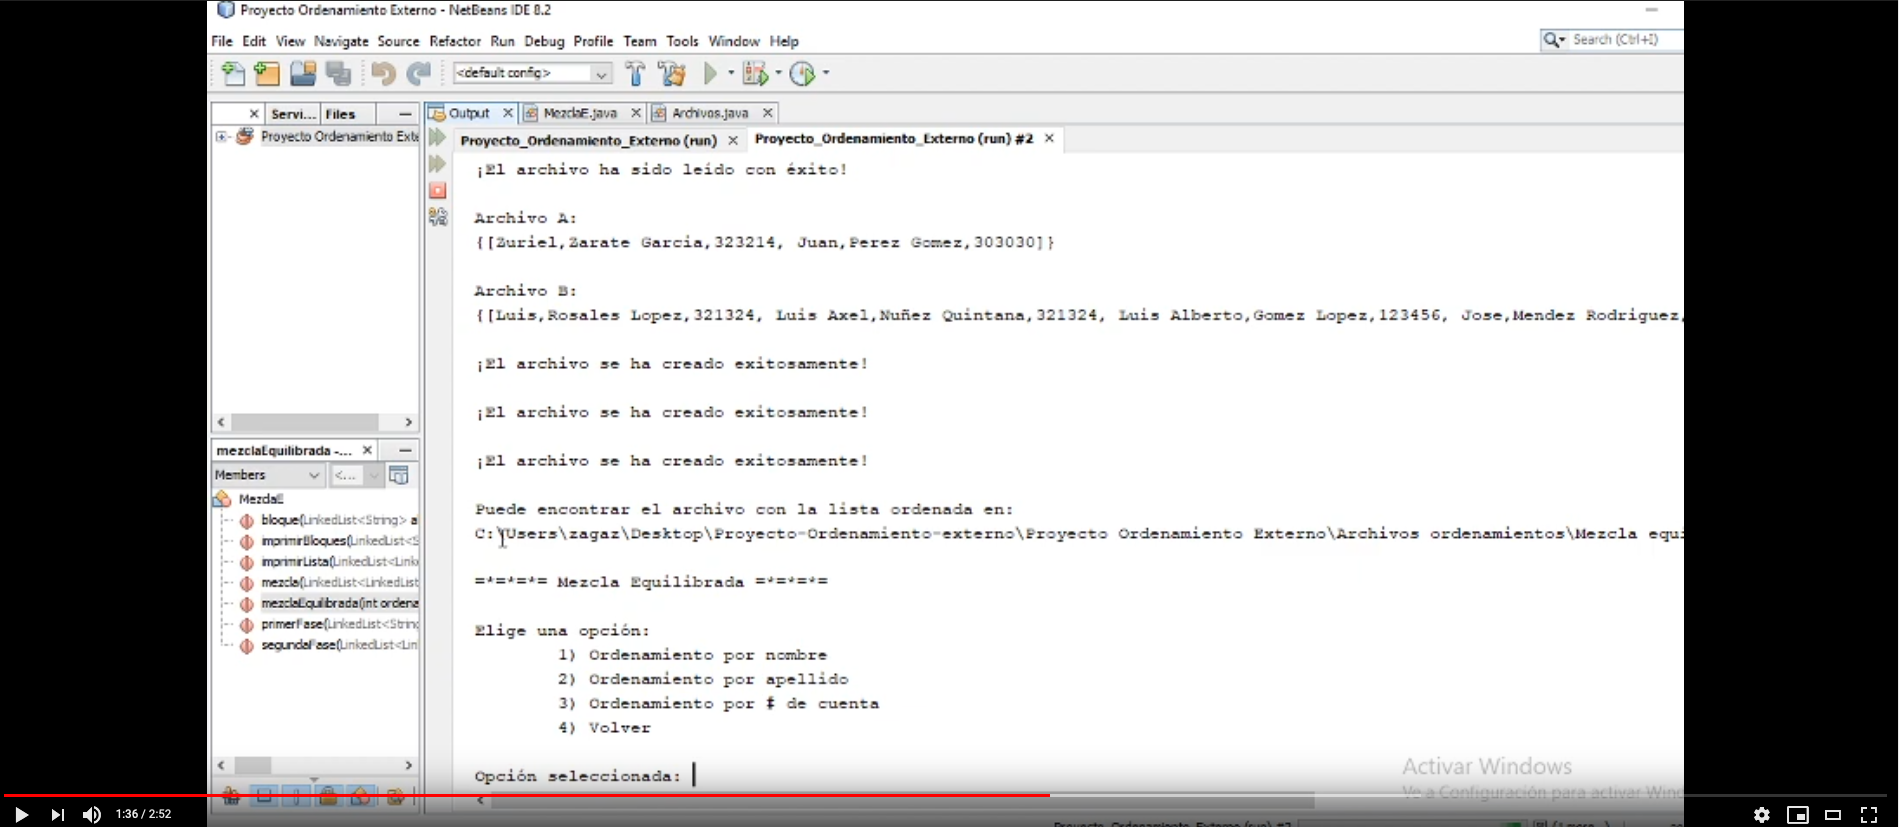 Proyecto Ordenamiento Externo - NetBeans IDE 8.2
File Edit View Navigate Source Refactor Run Debug Profile Team Tools Window Help
Search (Ctrl+I)
<default config>
Servi... Files
Output MezclaE.java Archivos.java
Proyecto Ordenamiento Exte
Proyecto_Ordenamiento_Externo (run) Proyecto_Ordenamiento_Externo (run) #2
¡El archivo ha sido leido con éxito!
Archivo A:
{[Zuriel,Zarate Garcia,323214, Juan,Perez Gomez,303030]}
Archivo B:
{[Luis,Rosales Lopez,321324, Luis Axel,Nuñez Quintana,321324, Luis Alberto,Gomez Lopez,123456, Jose,Mendez Rodriguez,
¡El archivo se ha creado exitosamente!
¡El archivo se ha creado exitosamente!
¡El archivo se ha creado exitosamente!
Puede encontrar el archivo con la lista ordenada en:
C:\Users\zagaz\Desktop\Proyecto-Ordenamiento-externo\Proyecto Ordenamiento Externo\Archivos ordenamientos\Mezcla equi
=*=*=*= Mezcla Equilibrada =*=*=*=
Elige una opción:
1) Ordenamiento por nombre
2) Ordenamiento por apellido
3) Ordenamiento por # de cuenta
4) Volver
Opción seleccionada:
mezclaEquilibrada -...
Members <...
MezclaE
bloque(LinkedList<String> a
imprimirBloques(LinkedList<S
imprimirLista(LinkedList<Link
mezcla(LinkedList<LinkedList
mezclaEquilibrada(int ordena
primerFase(LinkedList<String
segundaFase(LinkedList<Lin
Activar Windows
Ve a Configuración para activar Wind
1:36 / 2:52